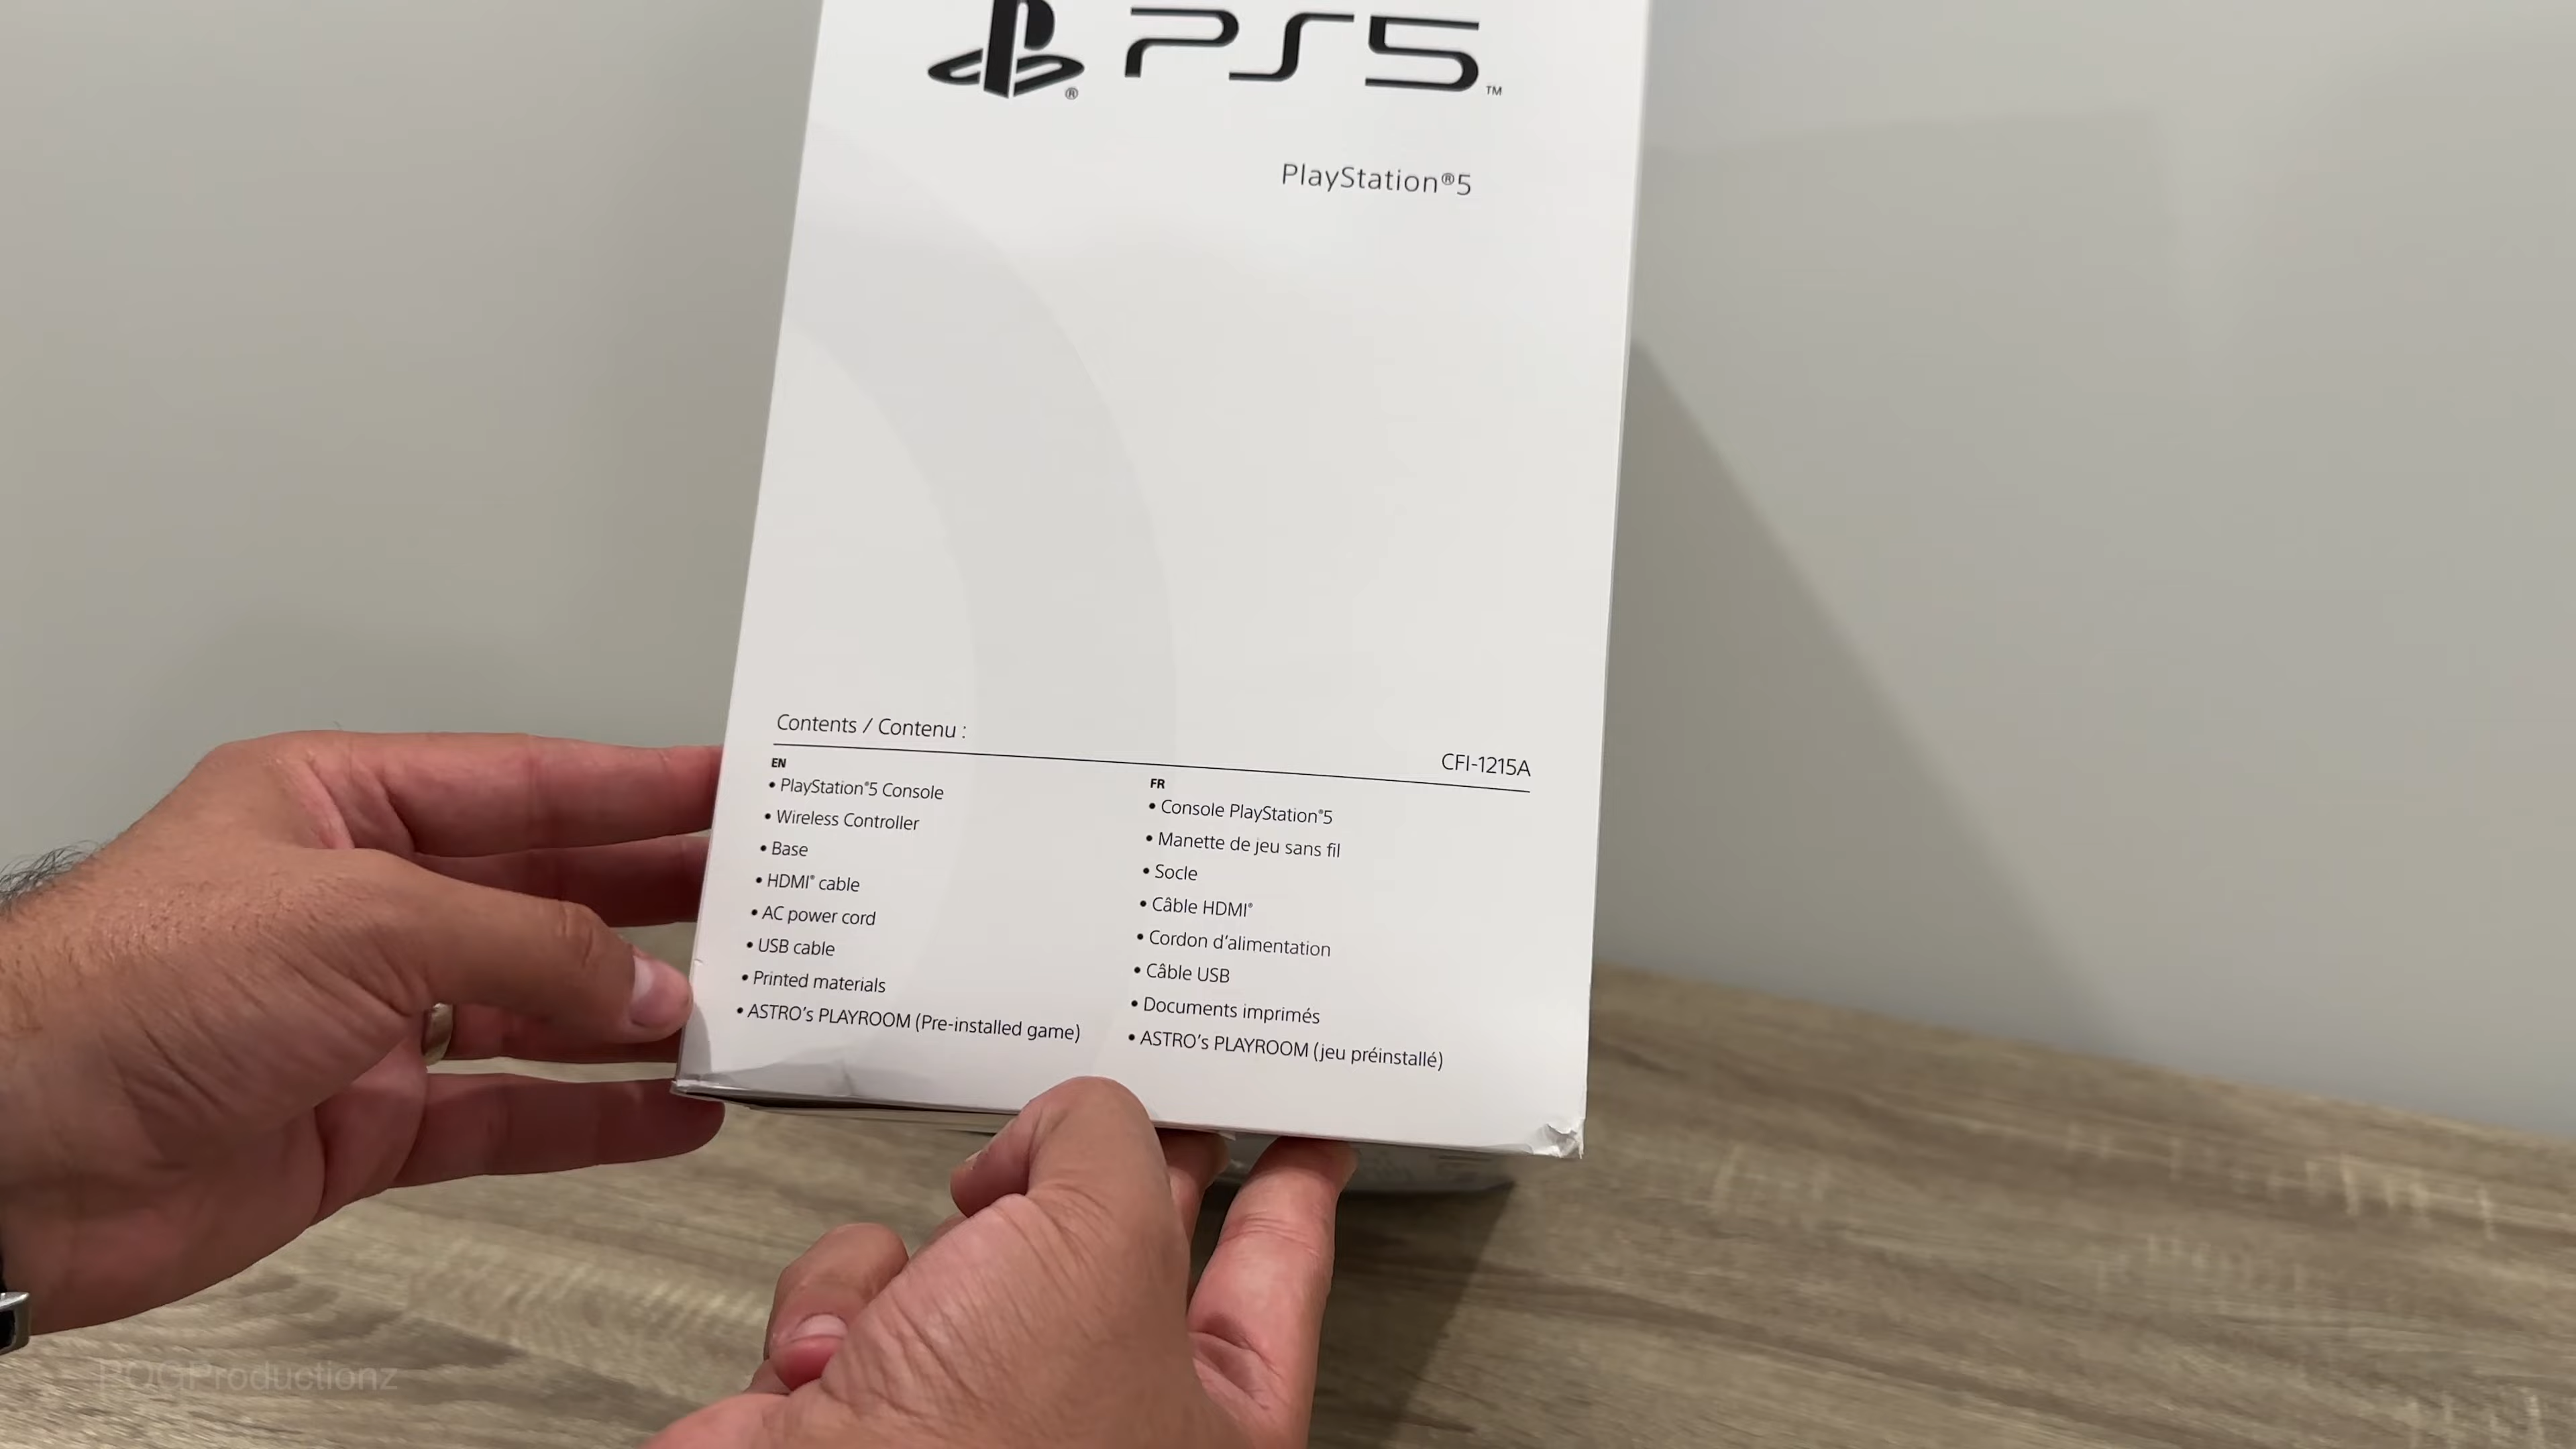 PS5™
PlayStation®5
Contents / Contenu :
CFI-1215A
EN
• PlayStation®5 Console
• Wireless Controller
• Base
• HDMI® cable
• AC power cord
• USB cable
• Printed materials
• ASTRO's PLAYROOM (Pre-installed game)
FR
• Console PlayStation®5
• Manette de jeu sans fil
• Socle
• Câble HDMI®
• Cordon d'alimentation
• Câble USB
• Documents imprimés
• ASTRO's PLAYROOM (jeu préinstallé)
POGProductionz